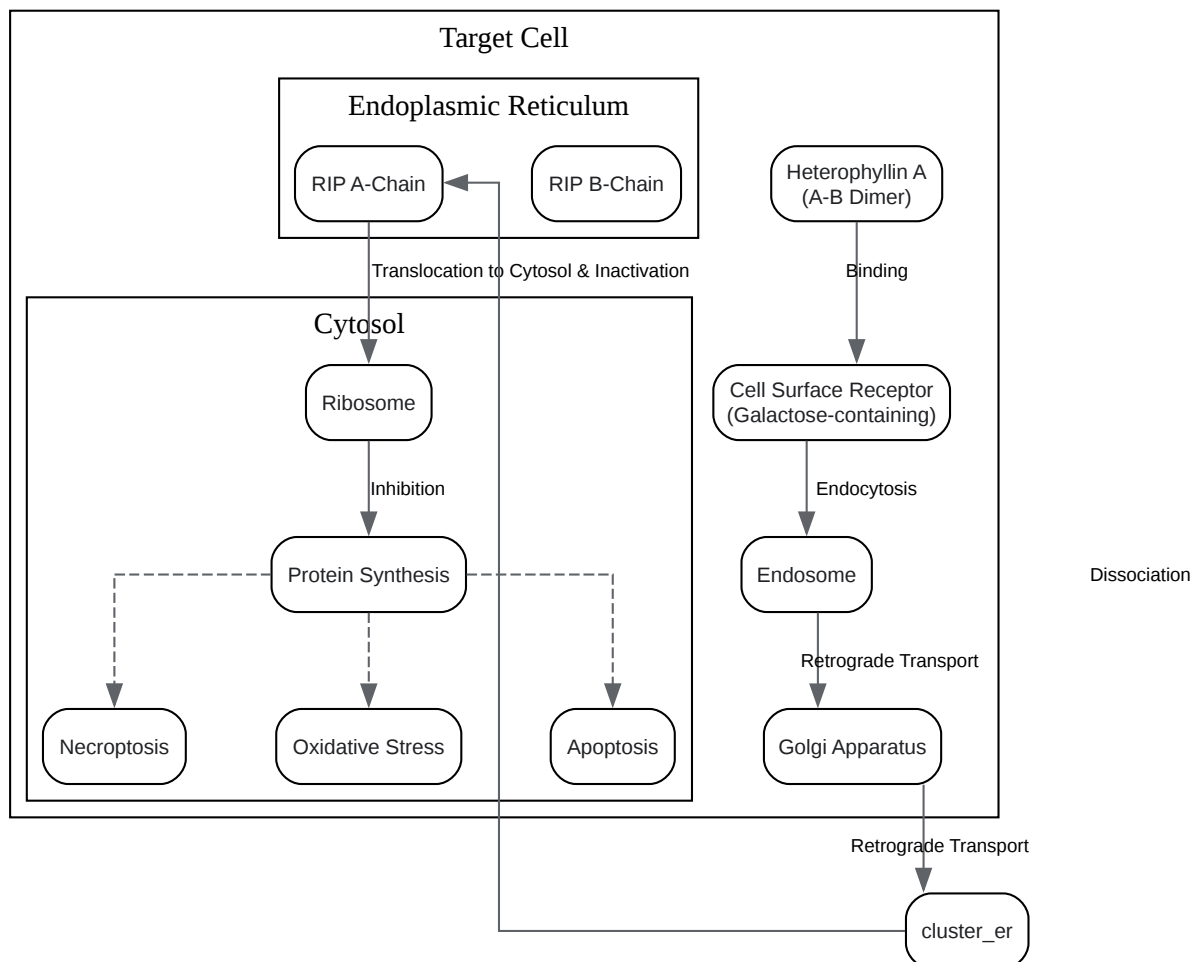 Target Cell
Endoplasmic Reticulum
RIP A-Chain
RIP B-Chain
Heterophyllin A
(A-B Dimer)
Translocation to Cytosol & Inactivation
Binding
Cytosol
Ribosome
Cell Surface Receptor
(Galactose-containing)
Inhibition
Endocytosis
Protein Synthesis
Endosome
Dissociation
Retrograde Transport
Necroptosis
Oxidative Stress
Apoptosis
Golgi Apparatus
Retrograde Transport
cluster_er